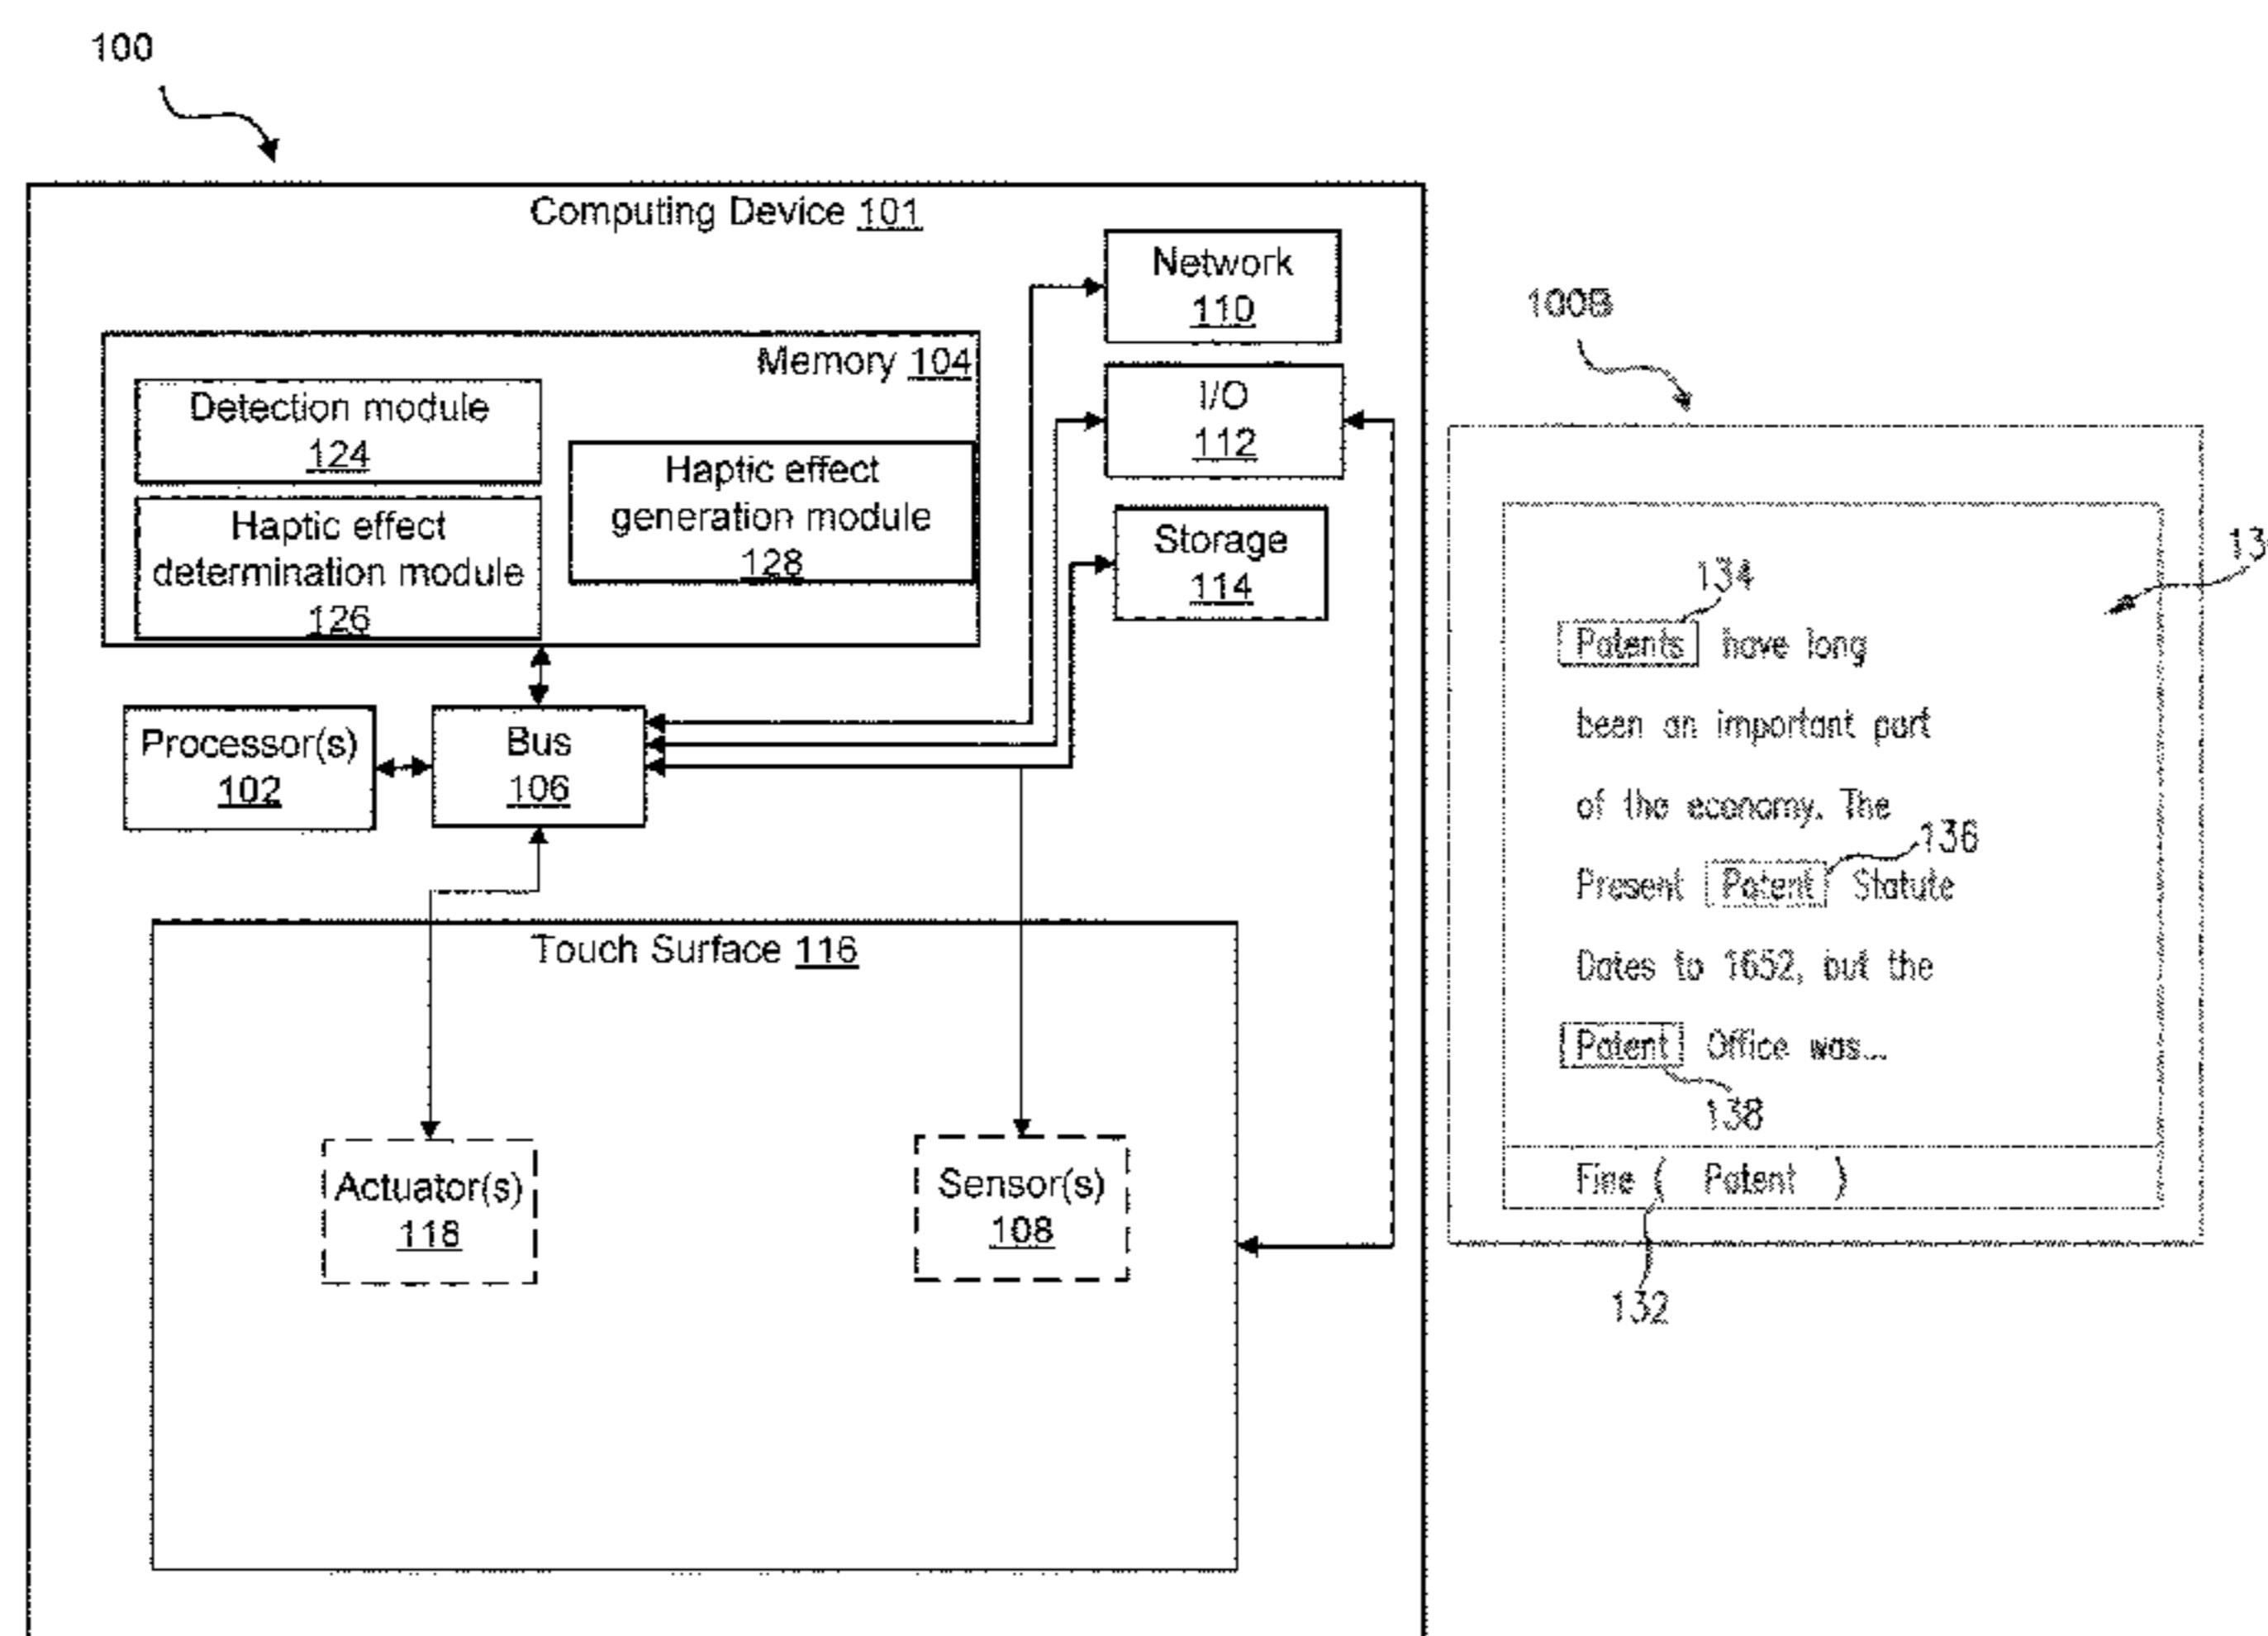 100
Computing Device 101
Network
110
Memory 104
Detection module
124
Haptic effect
determination module
126
Haptic effect
generation module
128
I/O
112
Storage
114
Processor(s)
102
Bus
106
Touch Surface 116
Actuator(s)
118
Sensor(s)
108
100B
13
134
Patents have long
been an important part
of the economy. The
136
Present Patent Statute
Dates to 1652, but the
Patent Office was...
138
Fine ( Patent )
132